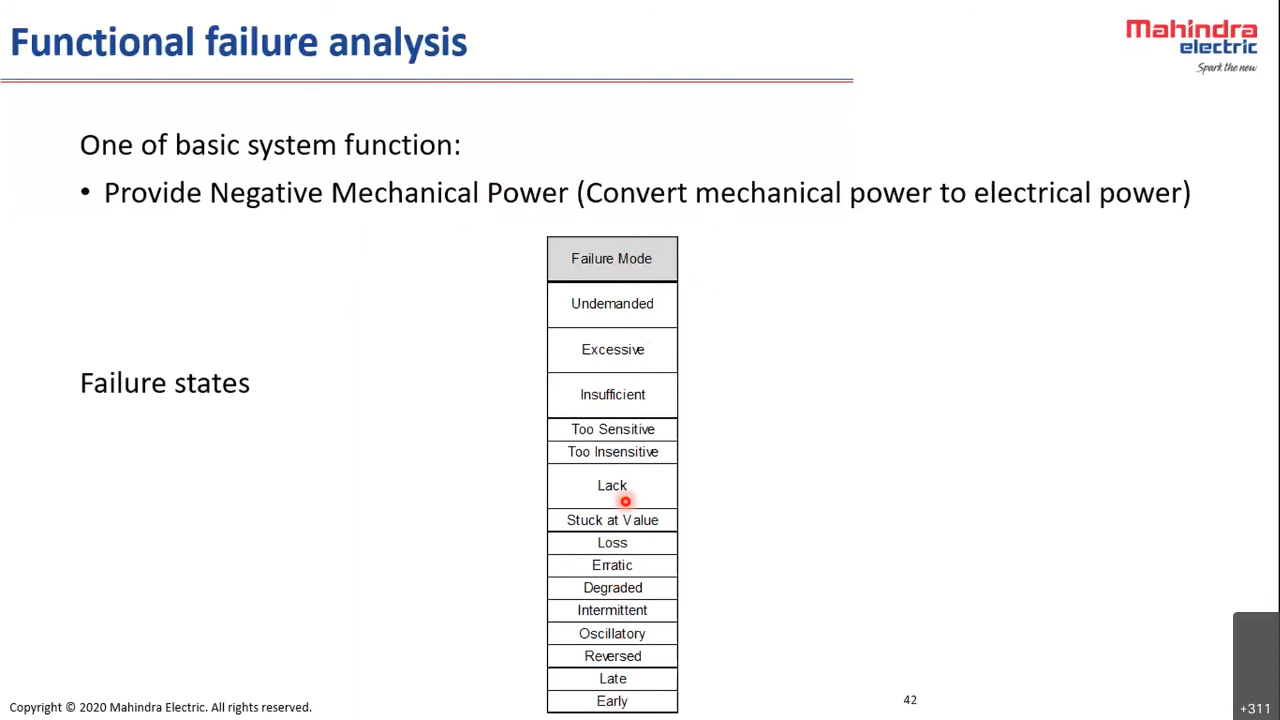 Functional failure analysis
Mahindra
electric
Spark the new
One of basic system function:
• Provide Negative Mechanical Power (Convert mechanical power to electrical power)
Failure Mode
Undemanded
Excessive
Insufficient
Failure states
Too Sensitive
Too Insensitive
Lack
Stuck at Value
Loss
Erratic
Degraded
Intermittent
Oscillatory
Reversed
Late
Early
Copyright © 2020 Mahindra Electric. All rights reserved.
42
+311